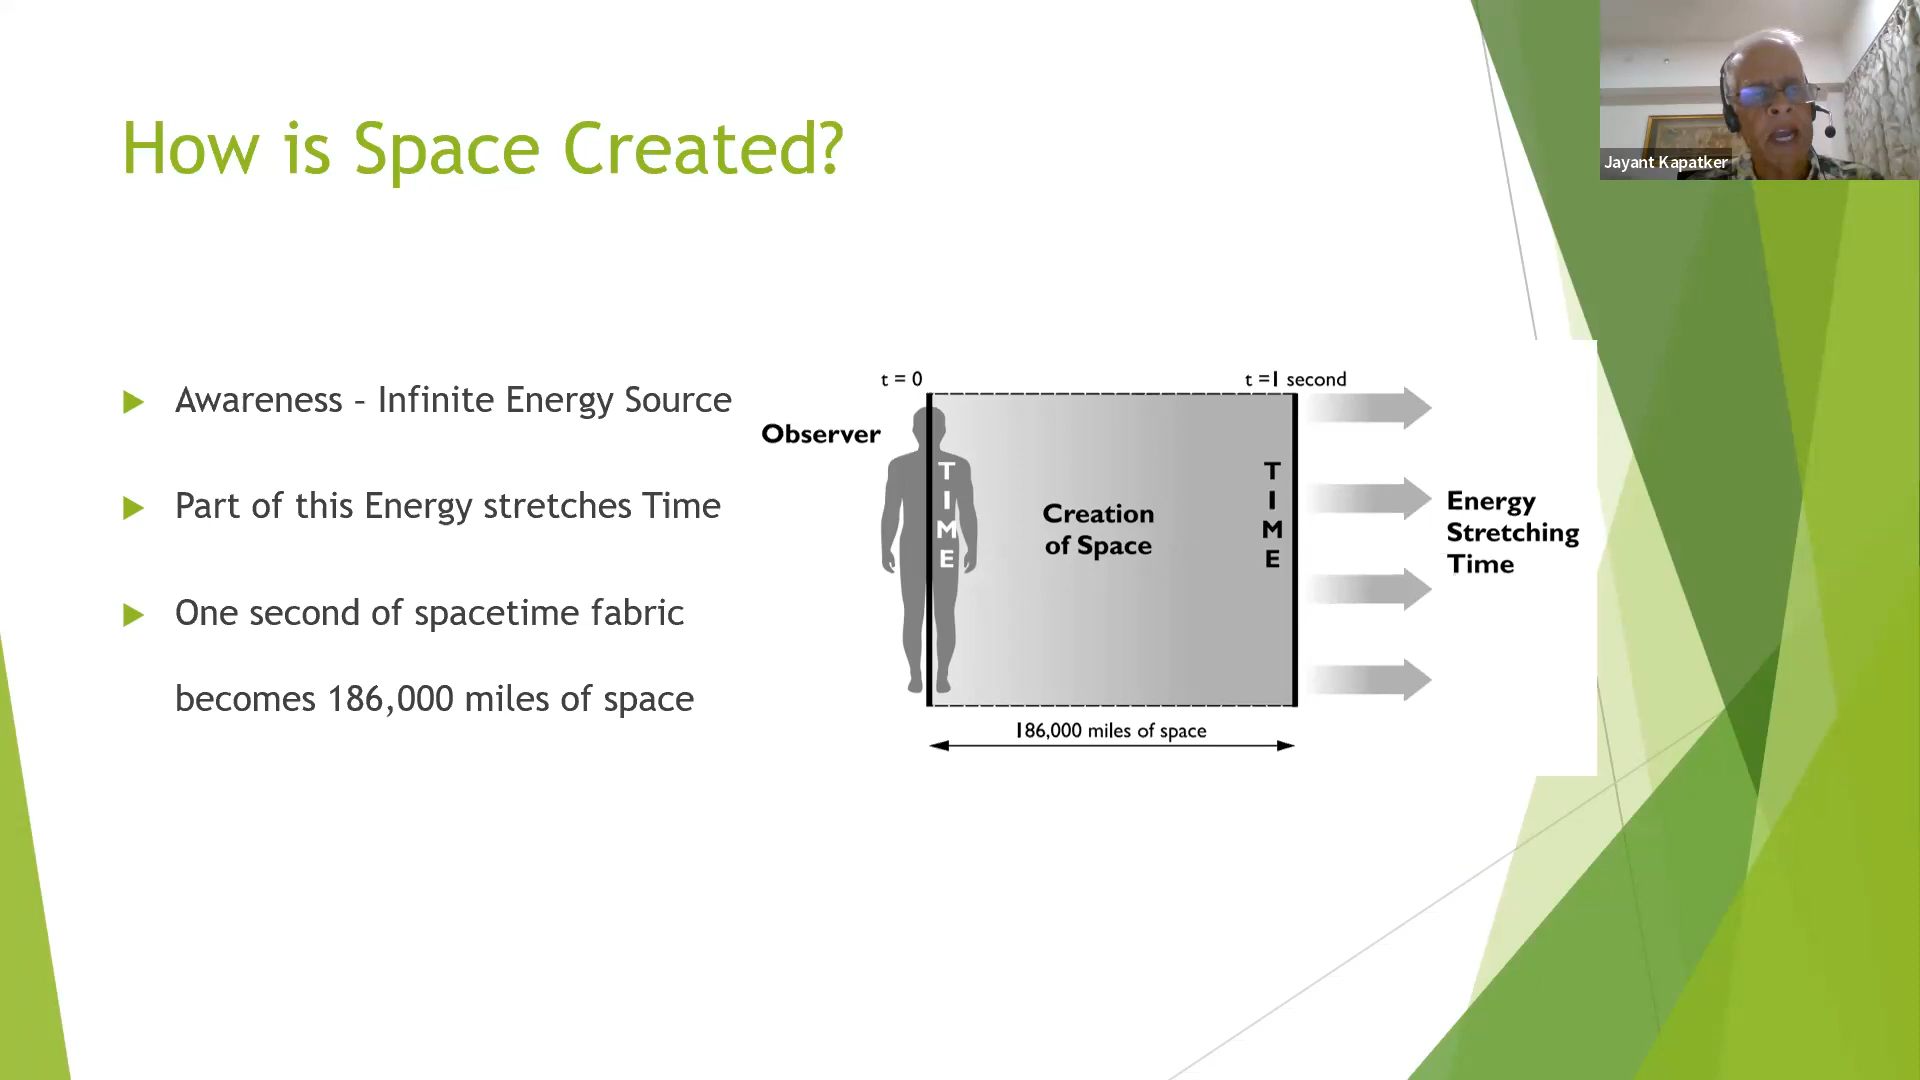 How is Space Created?
Jayant Kapatker
Awareness – Infinite Energy Source
Part of this Energy stretches Time
One second of spacetime fabric
becomes 186,000 miles of space
t = 0
t =1 second
Observer
TIME
Creation
of Space
TIME
Energy
Stretching
Time
186,000 miles of space